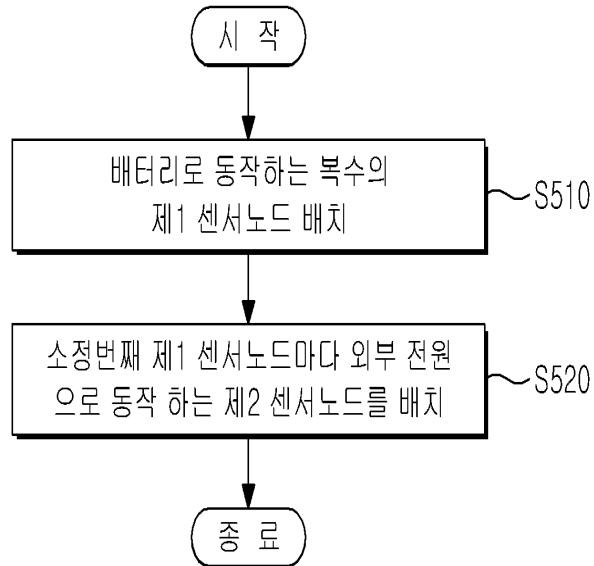 시 작
배터리로 동작하는 복수의
제1 센서노드 배치
S510
소정번째 제1 센서노드마다 외부 전원
으로 동작 하는 제2 센서노드를 배치
S520
종 료